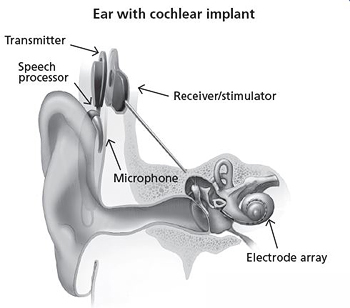 Ear with cochlear implant
Transmitter
Speech
processor
Receiver/stimulator
Microphone
Electrode array